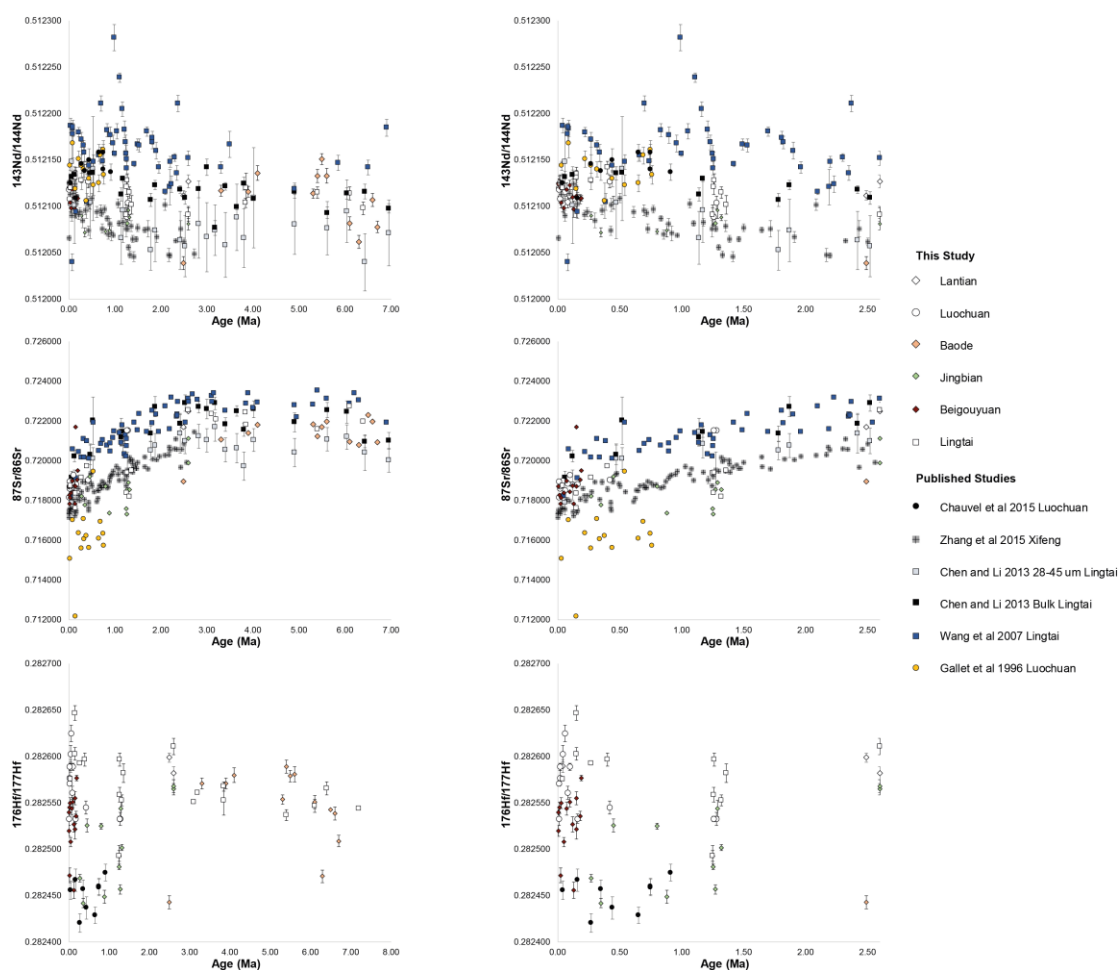 0.512300
0.512250
0.512200
0.512150
0.512100
0.512050
0.512000
143Nd/144Nd
0.00 1.00 2.00 3.00 4.00 5.00 6.00 7.00
Age (Ma)
0.512300
0.512250
0.512200
0.512150
0.512100
0.512050
0.512000
143Nd/144Nd
0.00 0.50 1.00 1.50 2.00 2.50
Age (Ma)
0.726000
0.724000
0.722000
0.720000
0.718000
0.716000
0.714000
0.712000
87Sr/86Sr
0.00 1.00 2.00 3.00 4.00 5.00 6.00 7.00
Age (Ma)
0.726000
0.724000
0.722000
0.720000
0.718000
0.716000
0.714000
0.712000
87Sr/86Sr
0.00 0.50 1.00 1.50 2.00 2.50
Age (Ma)
0.282700
0.282650
0.282600
0.282550
0.282500
0.282450
0.282400
176Hf/177Hf
0.00 1.00 2.00 3.00 4.00 5.00 6.00 7.00 8.00
Age (Ma)
0.282700
0.282650
0.282600
0.282550
0.282500
0.282450
0.282400
176Hf/177Hf
0.00 0.50 1.00 1.50 2.00 2.50
Age (Ma)
This Study
Lantian
Luochuan
Baode
Jingbian
Beigouyuan
Lingtai
Published Studies
Chauvel et al 2015 Luochuan
Zhang et al 2015 Xifeng
Chen and Li 2013 28-45 um Lingtai
Chen and Li 2013 Bulk Lingtai
Wang et al 2007 Lingtai
Gallet et al 1996 Luochuan